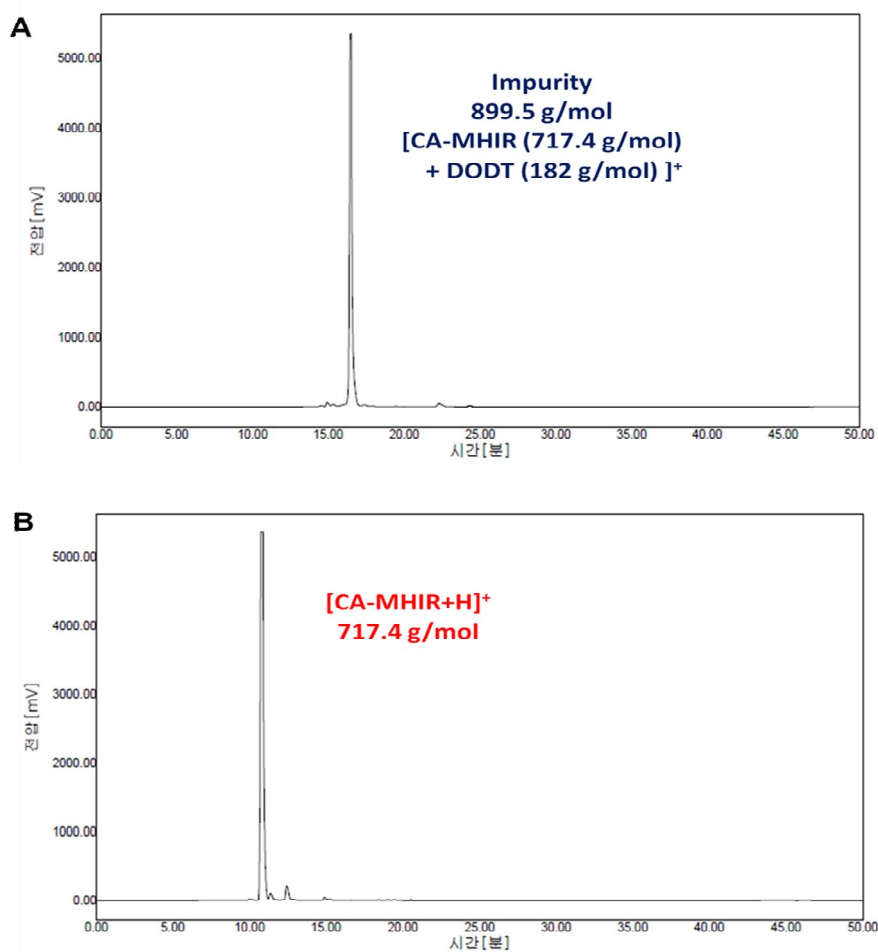 A
5000.00
4000.00
3000.00
2000.00
1000.00
0.00
전압 [mV]
Impurity
899.5 g/mol
[CA-MHIR (717.4 g/mol)
+ DODT (182 g/mol) ]⁺
0.00 5.00 10.00 15.00 20.00 25.00 30.00 35.00 40.00 45.00 50.00
시간 [분]
B
5000.00
4000.00
3000.00
2000.00
1000.00
0.00
전압 [mV]
[CA-MHIR+H]⁺
717.4 g/mol
0.00 5.00 10.00 15.00 20.00 25.00 30.00 35.00 40.00 45.00 50.00
시간 [분]